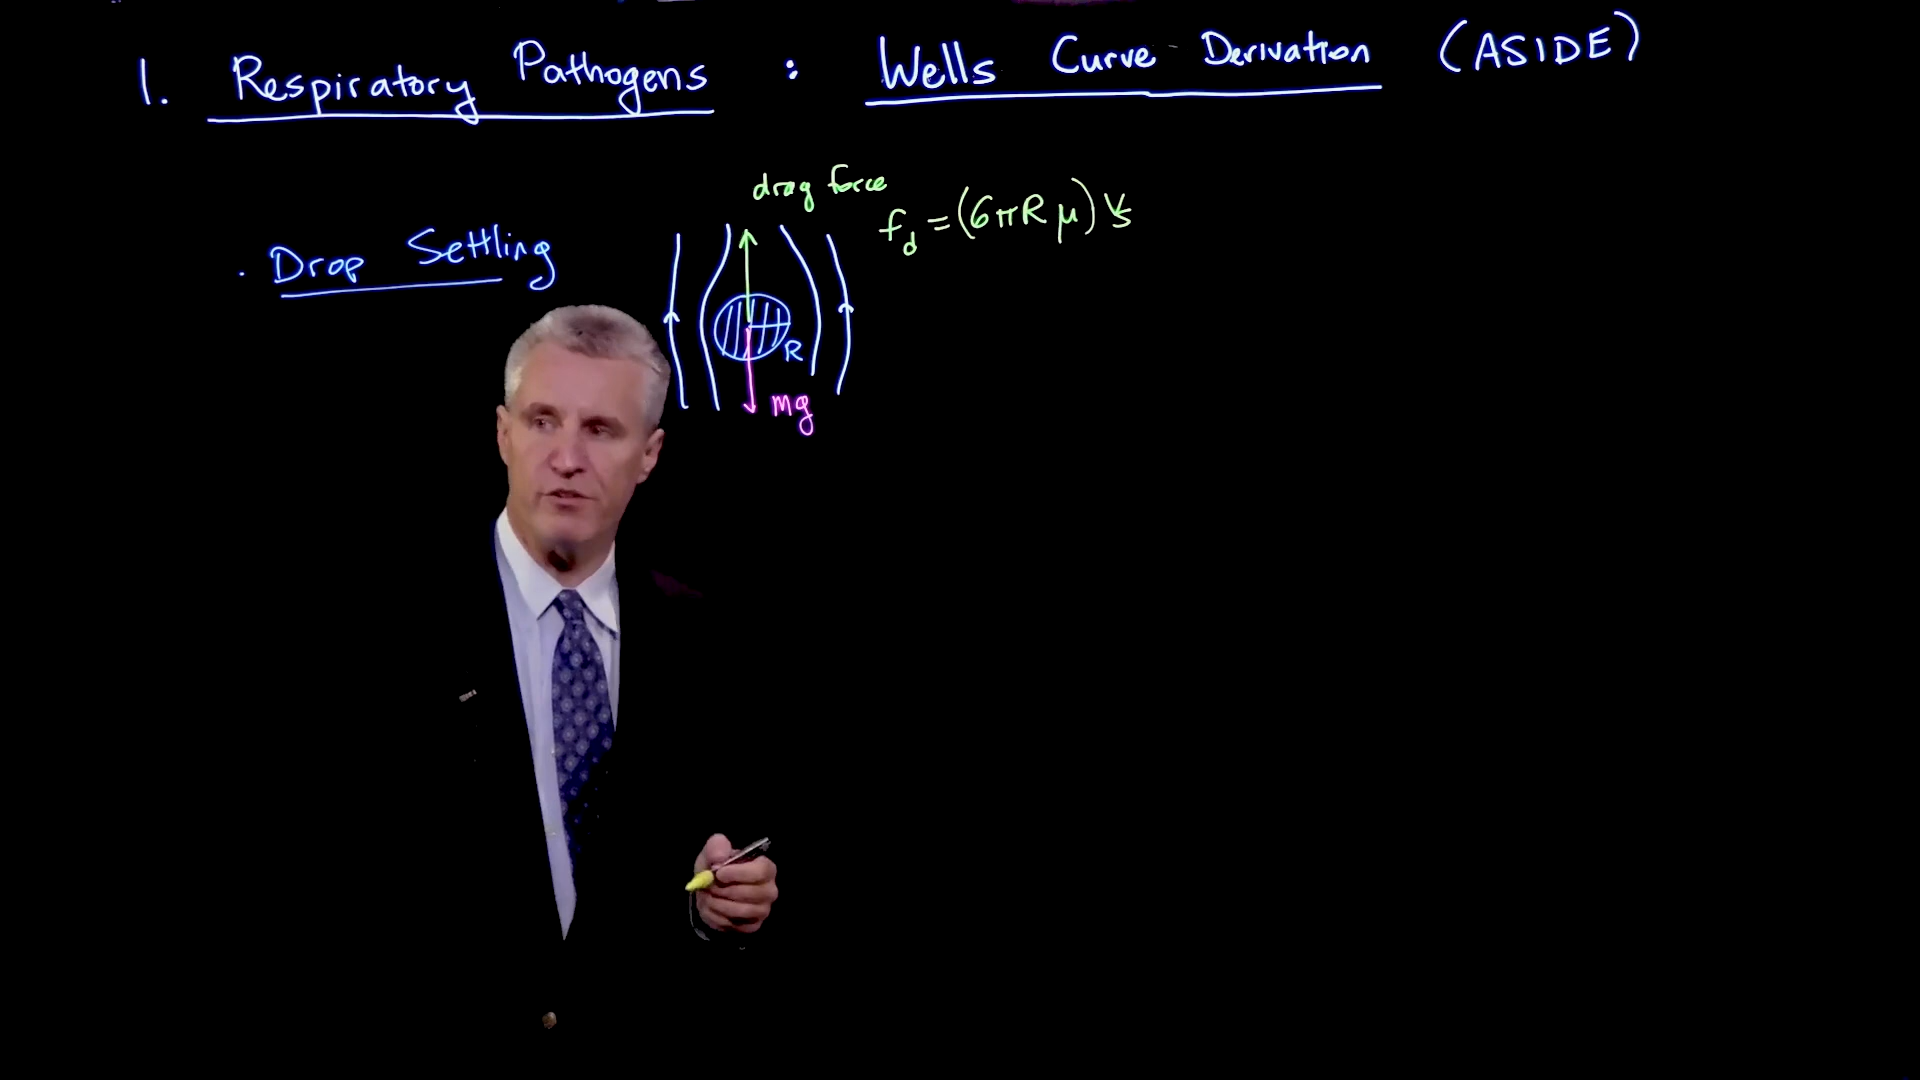 1. Respiratory Pathogens : Wells Curve Derivation (ASIDE)
drag force
f_d = (6πRμ) v_s
· Drop Settling
R
mg